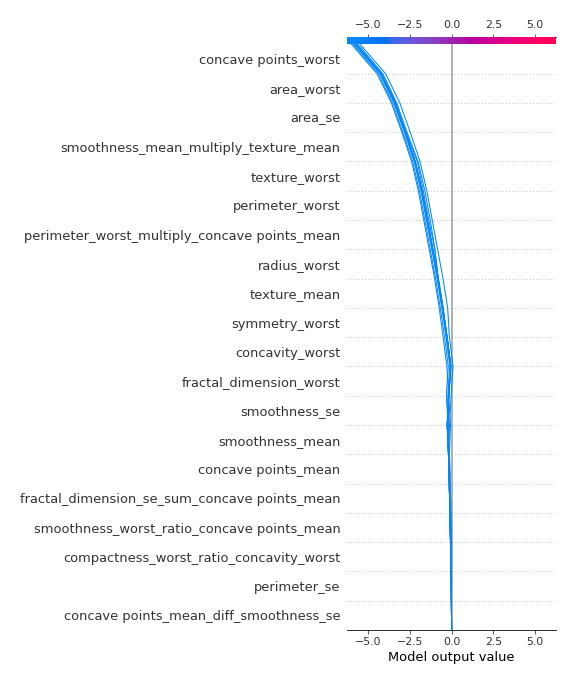 −5.0 −2.5 0.0 2.5 5.0
concave points_worst
area_worst
area_se
smoothness_mean_multiply_texture_mean
texture_worst
perimeter_worst
perimeter_worst_multiply_concave points_mean
radius_worst
texture_mean
symmetry_worst
concavity_worst
fractal_dimension_worst
smoothness_se
smoothness_mean
concave points_mean
fractal_dimension_se_sum_concave points_mean
smoothness_worst_ratio_concave points_mean
compactness_worst_ratio_concavity_worst
perimeter_se
concave points_mean_diff_smoothness_se
−5.0 −2.5 0.0 2.5 5.0
Model output value